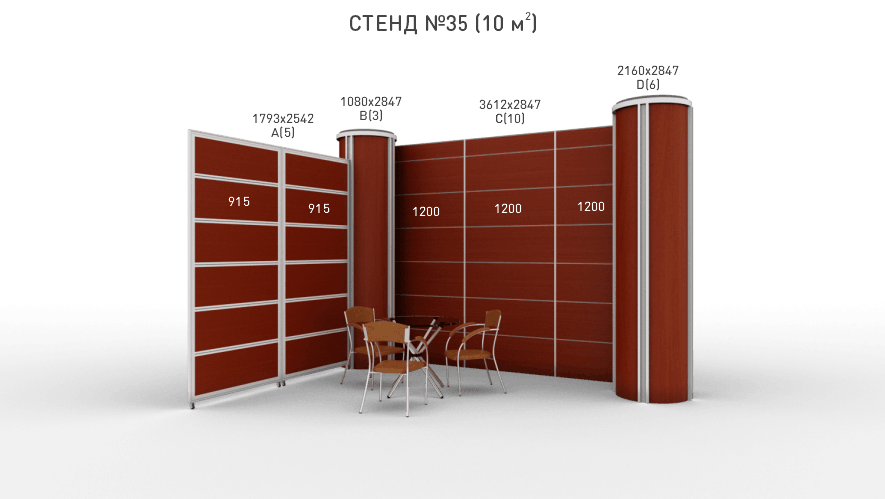 СТЕНД №35 (10 м²)
2160x2847
D(6)
1080x2847
B(3)
3612x2847
C(10)
1793x2542
A(5)
915
915
1200
1200
1200